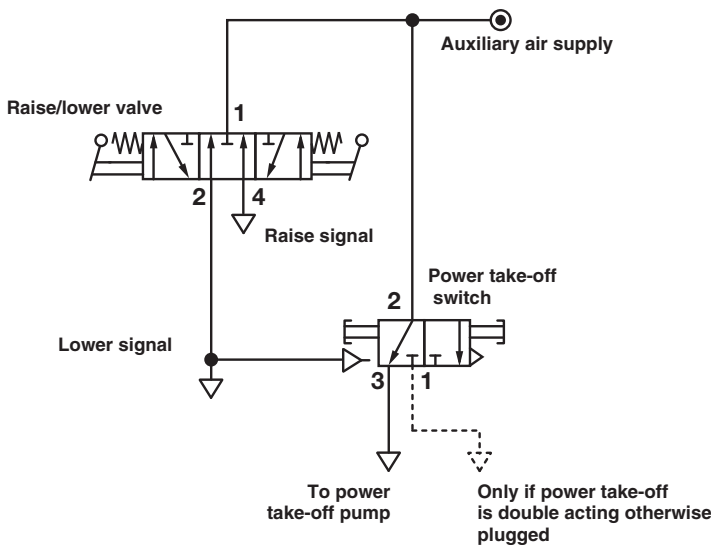 Auxiliary air supply
Raise/lower valve
1
2
4
Raise signal
Power take-off
switch
2
Lower signal
3
1
To power
take-off pump
Only if power take-off
is double acting otherwise
plugged